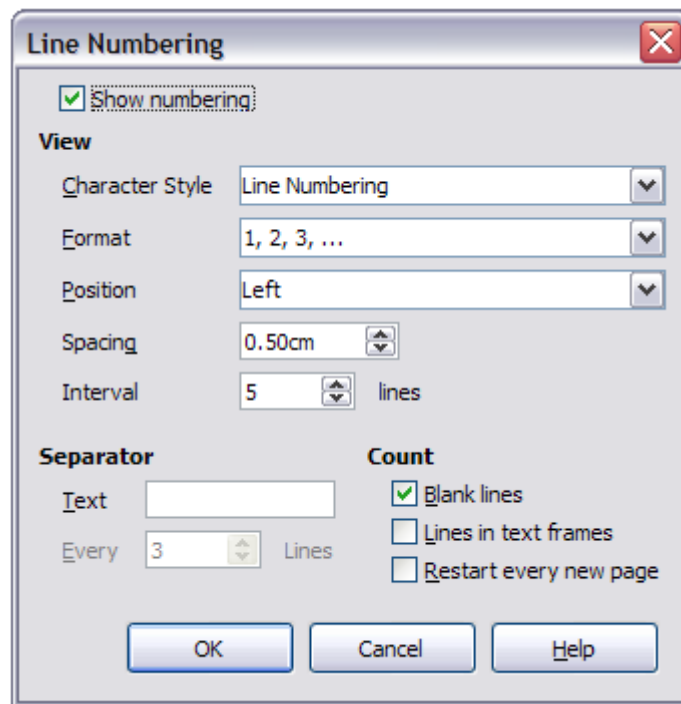 Line Numbering
Show numbering
View
Character Style Line Numbering
Format 1, 2, 3, ...
Position Left
Spacing 0.50cm
Interval 5 lines
Separator
Text
Every 3 Lines
Count
Blank lines
Lines in text frames
Restart every new page
OK Cancel Help